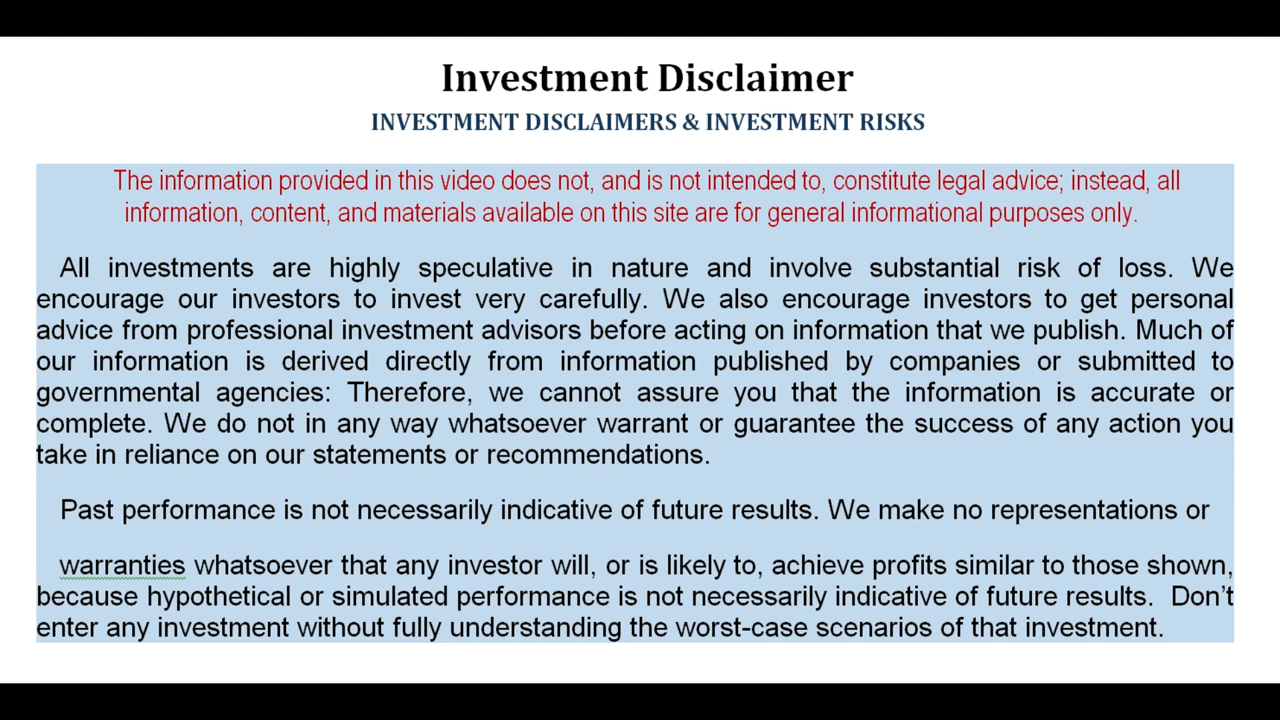 Investment Disclaimer
INVESTMENT DISCLAIMERS & INVESTMENT RISKS
The information provided in this video does not, and is not intended to, constitute legal advice; instead, all
information, content, and materials available on this site are for general informational purposes only.
All investments are highly speculative in nature and involve substantial risk of loss. We
encourage our investors to invest very carefully. We also encourage investors to get personal
advice from professional investment advisors before acting on information that we publish. Much of
our information is derived directly from information published by companies or submitted to
governmental agencies: Therefore, we cannot assure you that the information is accurate or
complete. We do not in any way whatsoever warrant or guarantee the success of any action you
take in reliance on our statements or recommendations.
Past performance is not necessarily indicative of future results. We make no representations or
warranties whatsoever that any investor will, or is likely to, achieve profits similar to those shown,
because hypothetical or simulated performance is not necessarily indicative of future results.  Don’t
enter any investment without fully understanding the worst-case scenarios of that investment.